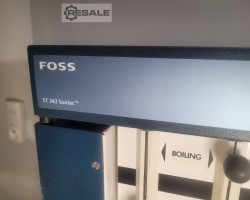 RESALE
FOSS
ST 243 Soxtec™
BOILING